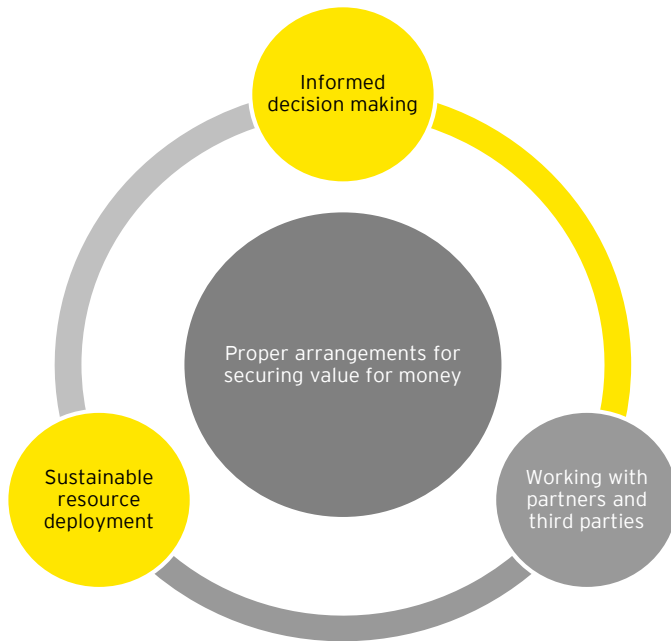 Informed
decision making
Proper arrangements for
securing value for money
Sustainable
resource
deployment
Working with
partners and
third parties